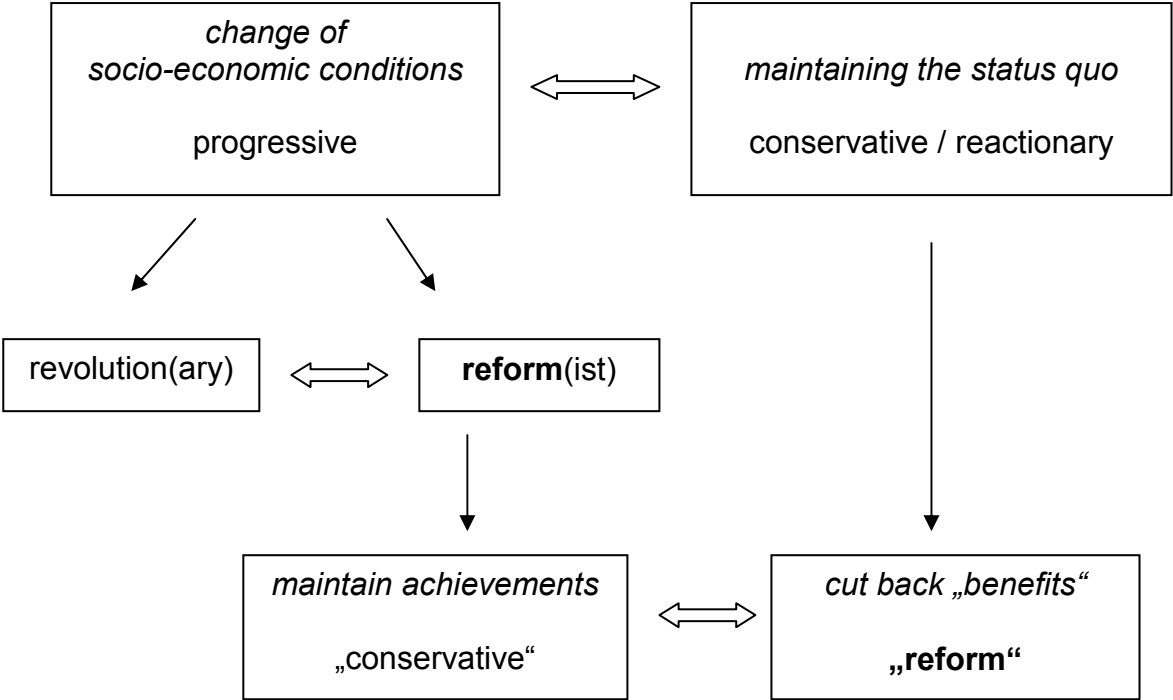 change of
socio-economic conditions
progressive
maintaining the status quo
conservative / reactionary
revolution(ary)
reform(ist)
maintain achievements
„conservative“
cut back „benefits“
„reform“